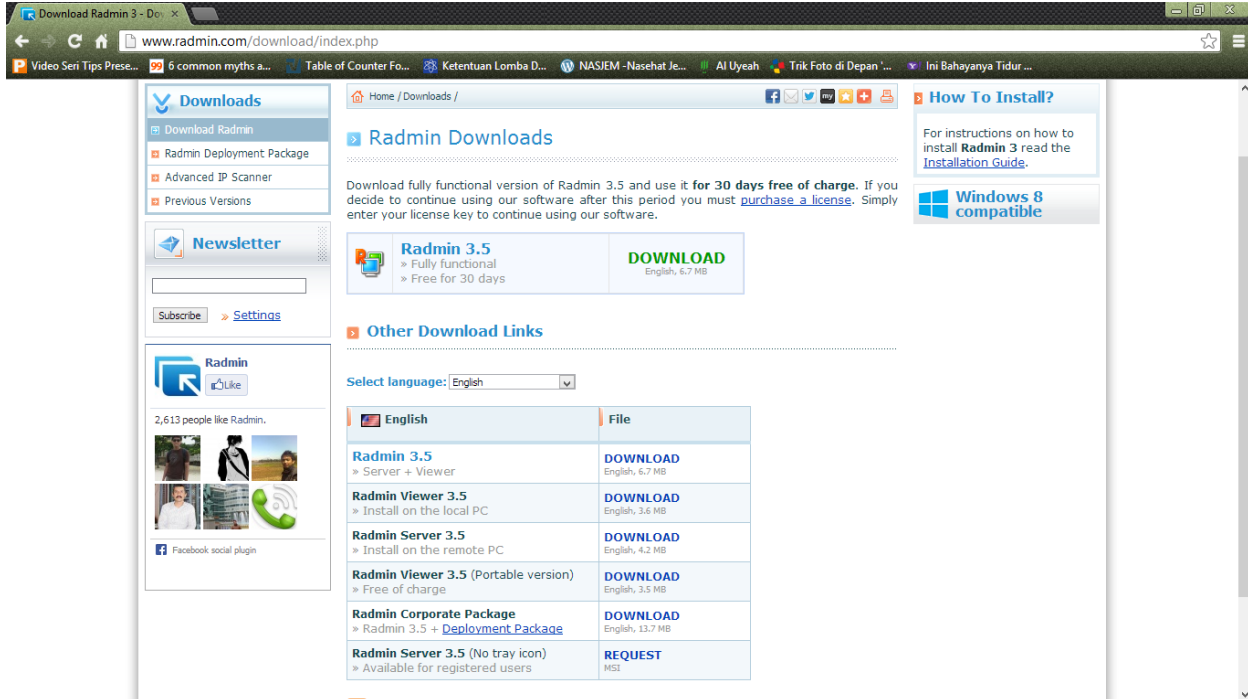 Download Radmin 3 - Dov
www.radmin.com/download/index.php
Video Seri Tips Prese...
6 common myths a...
Table of Counter Fo...
Ketentuan Lomba D...
NASJEM -Nasehat Je...
Al Uyeah
Trik Foto di Depan '...
Ini Bahayanya Tidur ...
Downloads
Download Radmin
Radmin Deployment Package
Advanced IP Scanner
Previous Versions
Newsletter
Subscribe » Settings
Radmin
Like
2,613 people like Radmin.
Facebook social plugin
Home / Downloads /
Radmin Downloads
Download fully functional version of Radmin 3.5 and use it for 30 days free of charge. If you
decide to continue using our software after this period you must purchase a license. Simply
enter your license key to continue using our software.
Radmin 3.5
» Fully functional
» Free for 30 days
DOWNLOAD
English, 6.7 MB
Other Download Links
Select language: English
English
File
Radmin 3.5
» Server + Viewer
DOWNLOAD
English, 6.7 MB
Radmin Viewer 3.5
» Install on the local PC
DOWNLOAD
English, 3.6 MB
Radmin Server 3.5
» Install on the remote PC
DOWNLOAD
English, 4.2 MB
Radmin Viewer 3.5 (Portable version)
» Free of charge
DOWNLOAD
English, 3.5 MB
Radmin Corporate Package
» Radmin 3.5 + Deployment Package
DOWNLOAD
English, 13.7 MB
Radmin Server 3.5 (No tray icon)
» Available for registered users
REQUEST
MSI
How To Install?
For instructions on how to
install Radmin 3 read the
Installation Guide.
Windows 8
compatible